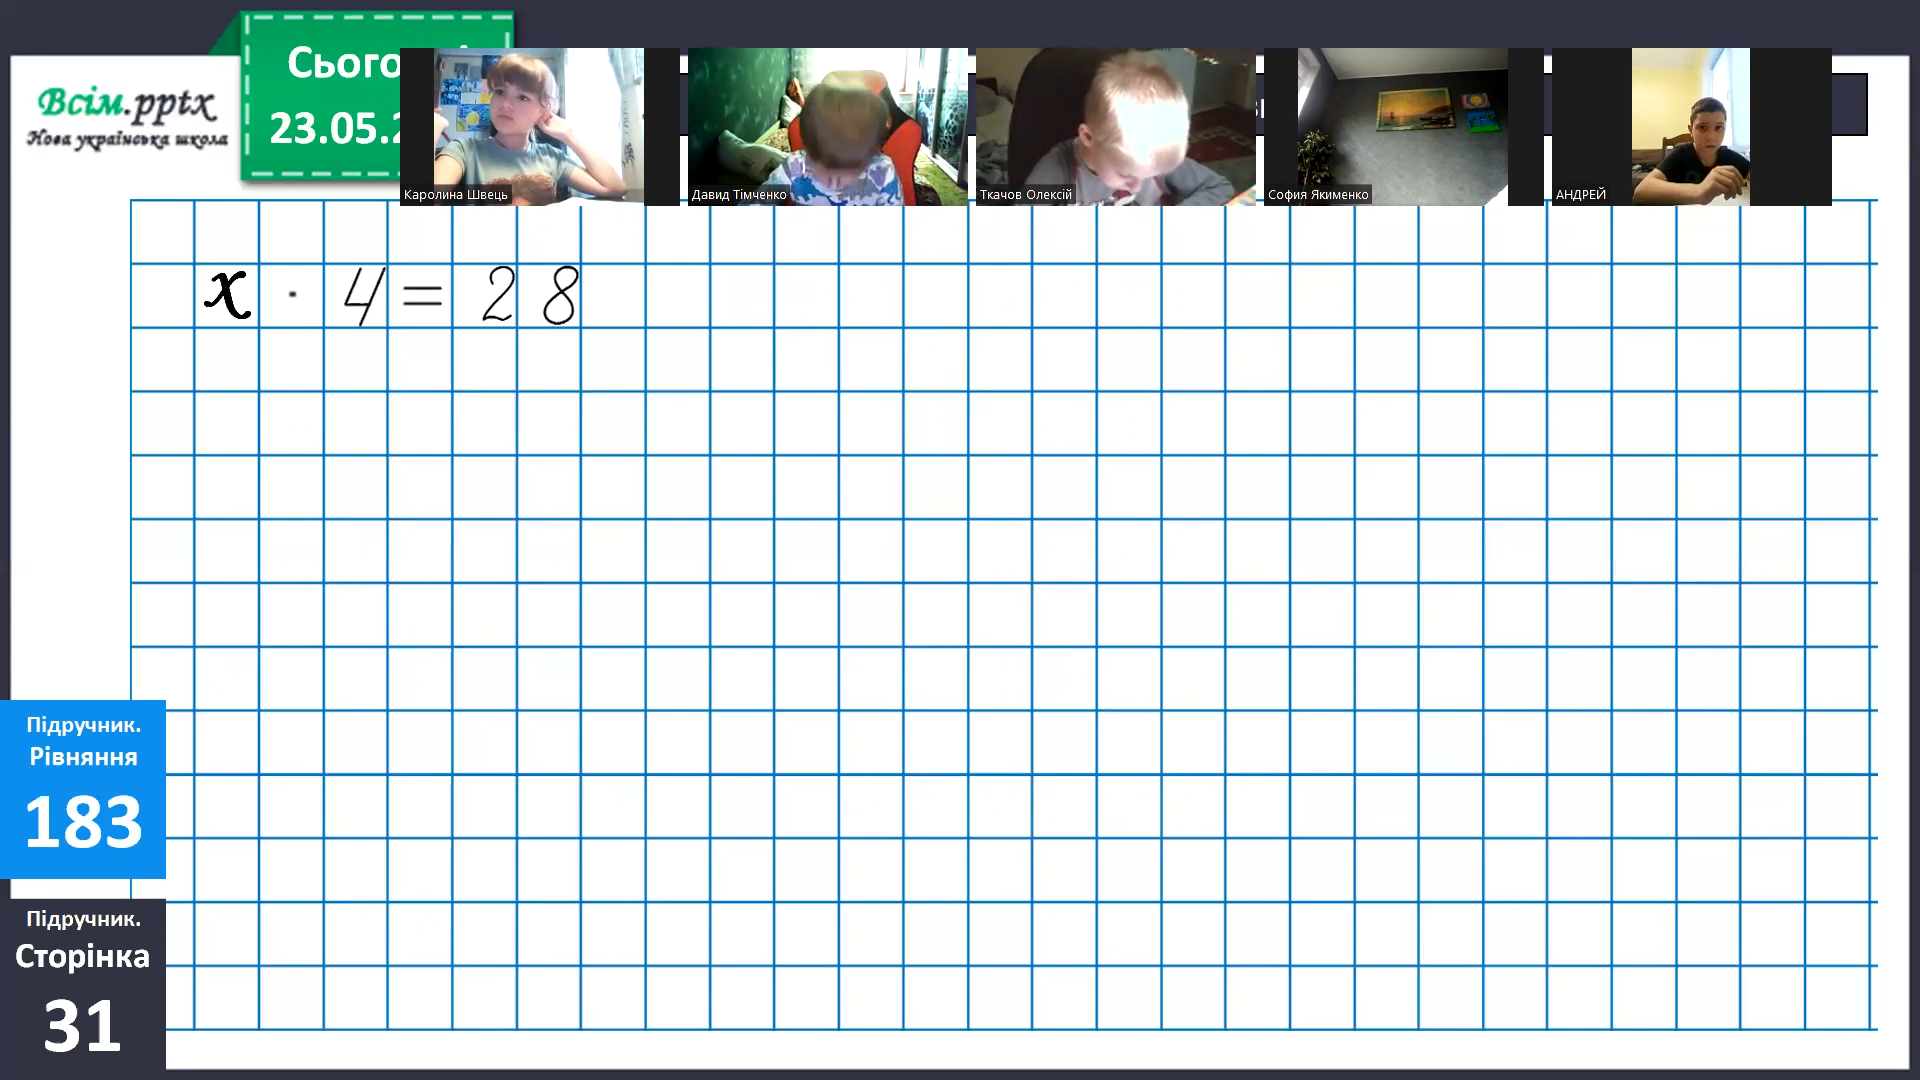 Всім.pptx
Нова українська школа
Сього
23.05.2
Каролина Швець
Давид Тімченко
Ткачов Олексій
София Якименко
АНДРЕЙ
x · 4 = 28
Підручник.
Рівняння
183
Підручник.
Сторінка
31